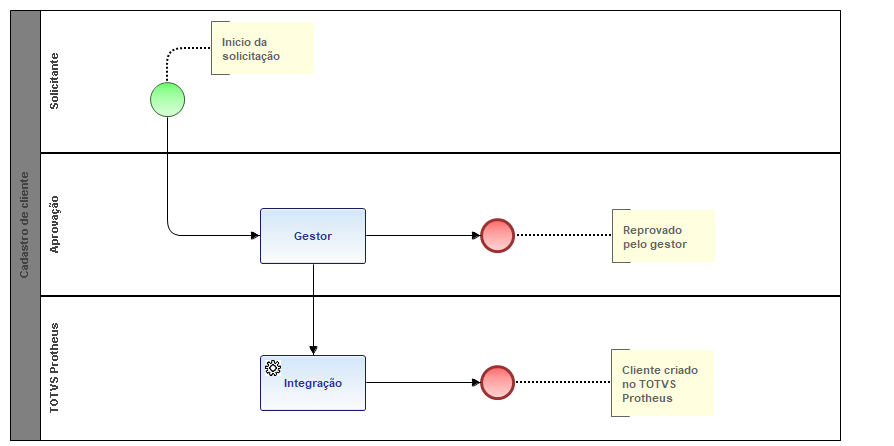 Cadastro de cliente
Solicitante
Inicio da
solicitação
Aprovação
Gestor
Reprovado
pelo gestor
TOTVS Protheus
Integração
Cliente criado
no TOTVS
Protheus